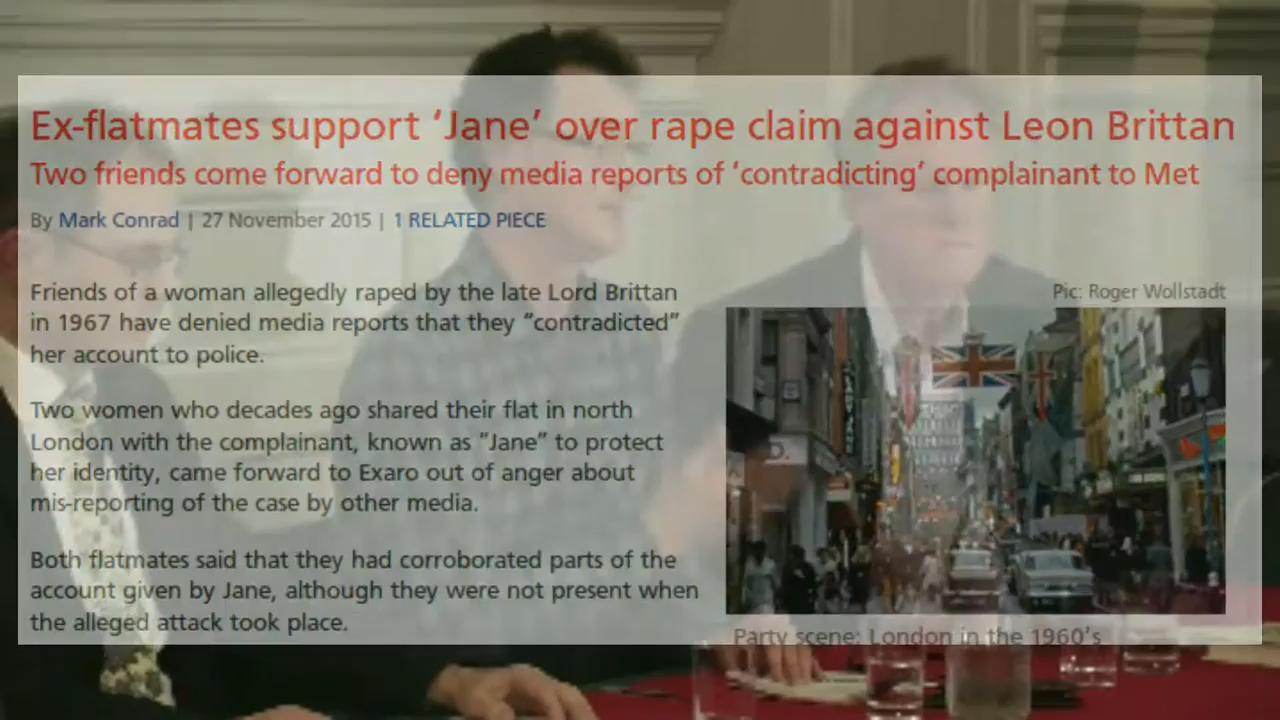 Ex-flatmates support ‘Jane’ over rape claim against Leon Brittan
Two friends come forward to deny media reports of ‘contradicting’ complainant to Met
By Mark Conrad | 27 November 2015 | 1 RELATED PIECE
Friends of a woman allegedly raped by the late Lord Brittan
in 1967 have denied media reports that they “contradicted”
her account to police.
Two women who decades ago shared their flat in north
London with the complainant, known as “Jane” to protect
her identity, came forward to Exaro out of anger about
mis-reporting of the case by other media.
Both flatmates said that they had corroborated parts of the
account given by Jane, although they were not present when
the alleged attack took place.
Pic: Roger Wollstadt
Party scene: London in the 1960’s